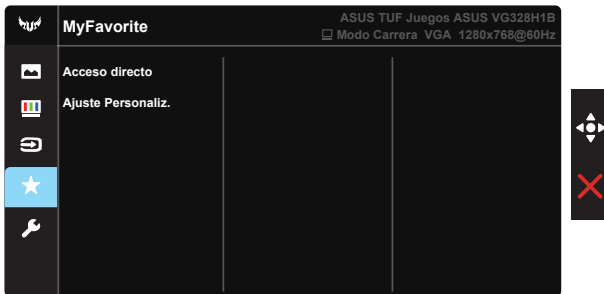 MyFavorite
ASUS TUF Juegos ASUS VG328H1B
Modo Carrera VGA 1280x768@60Hz
Acceso directo
Ajuste Personaliz.